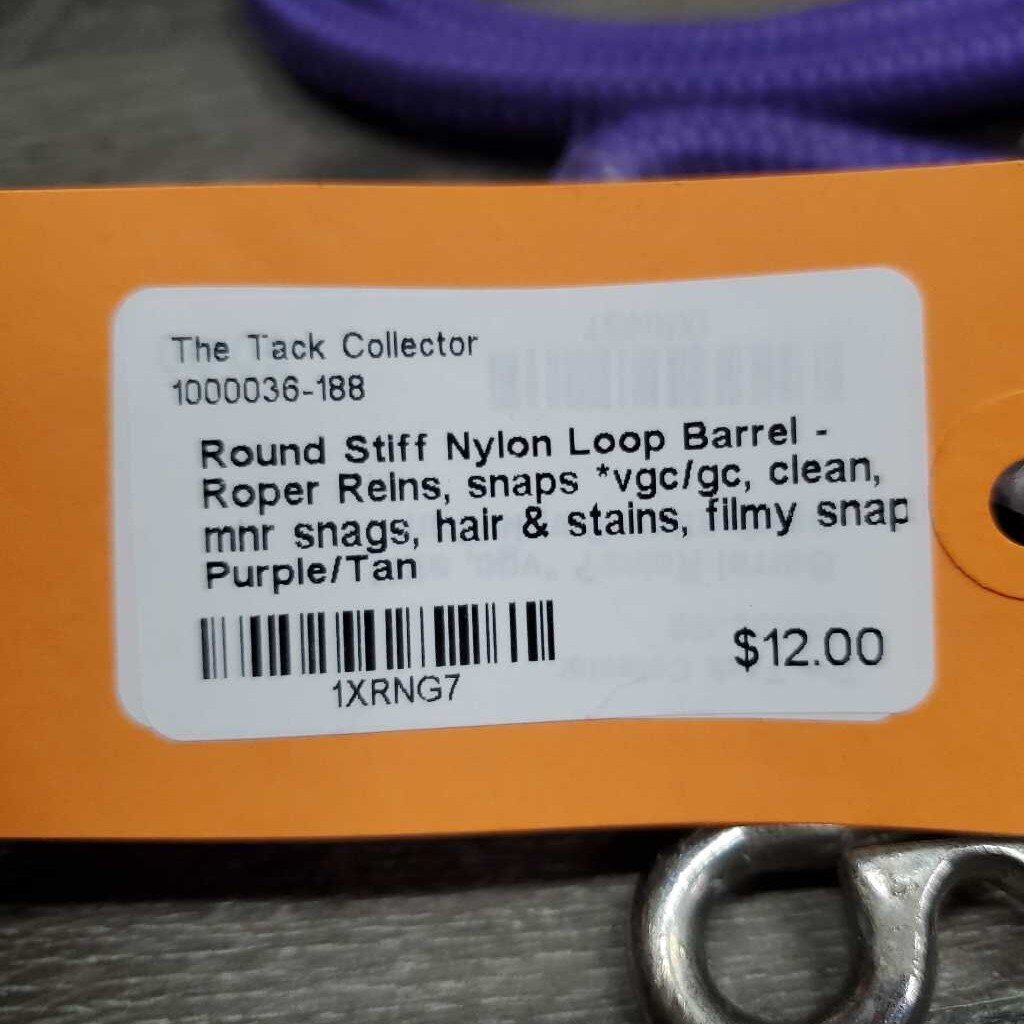 The Tack Collector
1000036-188
Round Stiff Nylon Loop Barrel -
Roper Reins, snaps *vgc/gc, clean,
mnr snags, hair & stains, filmy snap
Purple/Tan
$12.00
1XRNG7